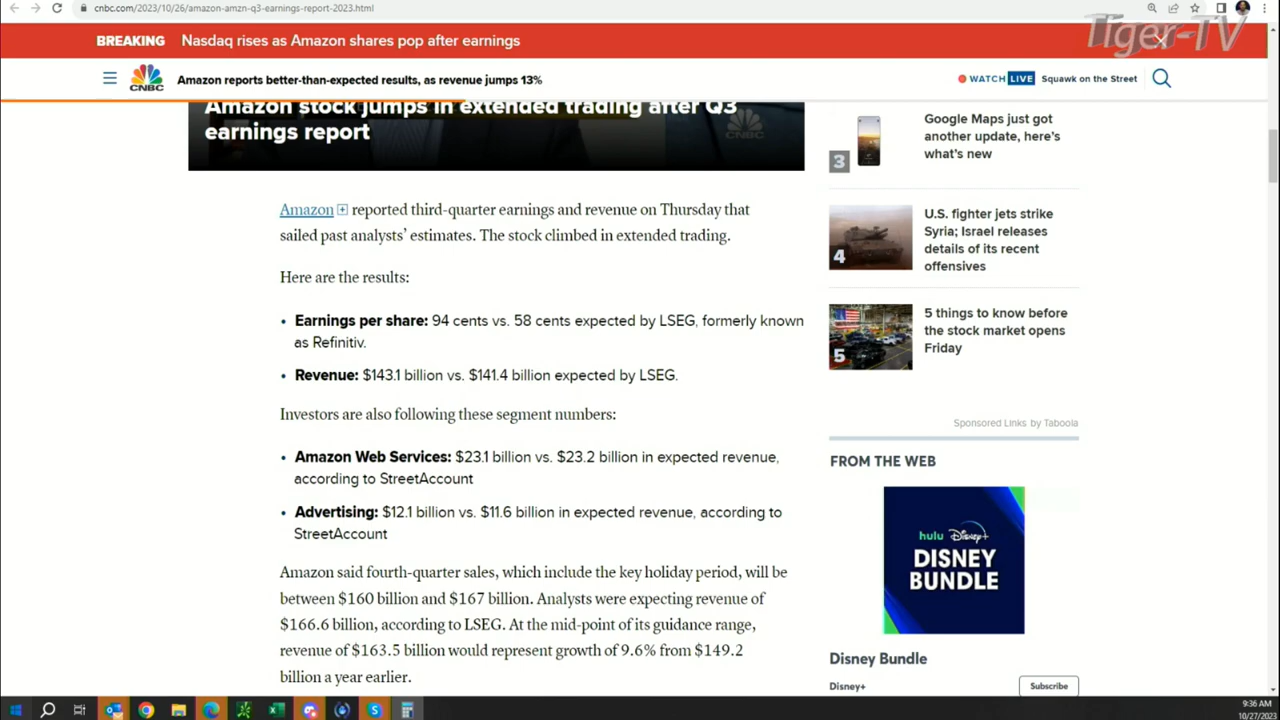 cnbc.com/2023/10/26/amazon-amzn-q3-earnings-report-2023.html
Tiger-TV
BREAKING Nasdaq rises as Amazon shares pop after earnings
CNBC
Amazon reports better-than-expected results, as revenue jumps 13%
WATCH LIVE Squawk on the Street
Amazon stock jumps in extended trading after Q3
earnings report
CNBC
Amazon reported third-quarter earnings and revenue on Thursday that
sailed past analysts' estimates. The stock climbed in extended trading.
Here are the results:
• Earnings per share: 94 cents vs. 58 cents expected by LSEG, formerly known
as Refinitiv.
• Revenue: $143.1 billion vs. $141.4 billion expected by LSEG.
Investors are also following these segment numbers:
• Amazon Web Services: $23.1 billion vs. $23.2 billion in expected revenue,
according to StreetAccount
• Advertising: $12.1 billion vs. $11.6 billion in expected revenue, according to
StreetAccount
Amazon said fourth-quarter sales, which include the key holiday period, will be
between $160 billion and $167 billion. Analysts were expecting revenue of
$166.6 billion, according to LSEG. At the mid-point of its guidance range,
revenue of $163.5 billion would represent growth of 9.6% from $149.2
billion a year earlier.
3
Google Maps just got
another update, here's
what's new
4
U.S. fighter jets strike
Syria; Israel releases
details of its recent
offensives
5
5 things to know before
the stock market opens
Friday
Sponsored Links by Taboola
FROM THE WEB
hulu Disney+
DISNEY
BUNDLE
Disney Bundle
Disney+
Subscribe
9:36 AM
10/27/2023